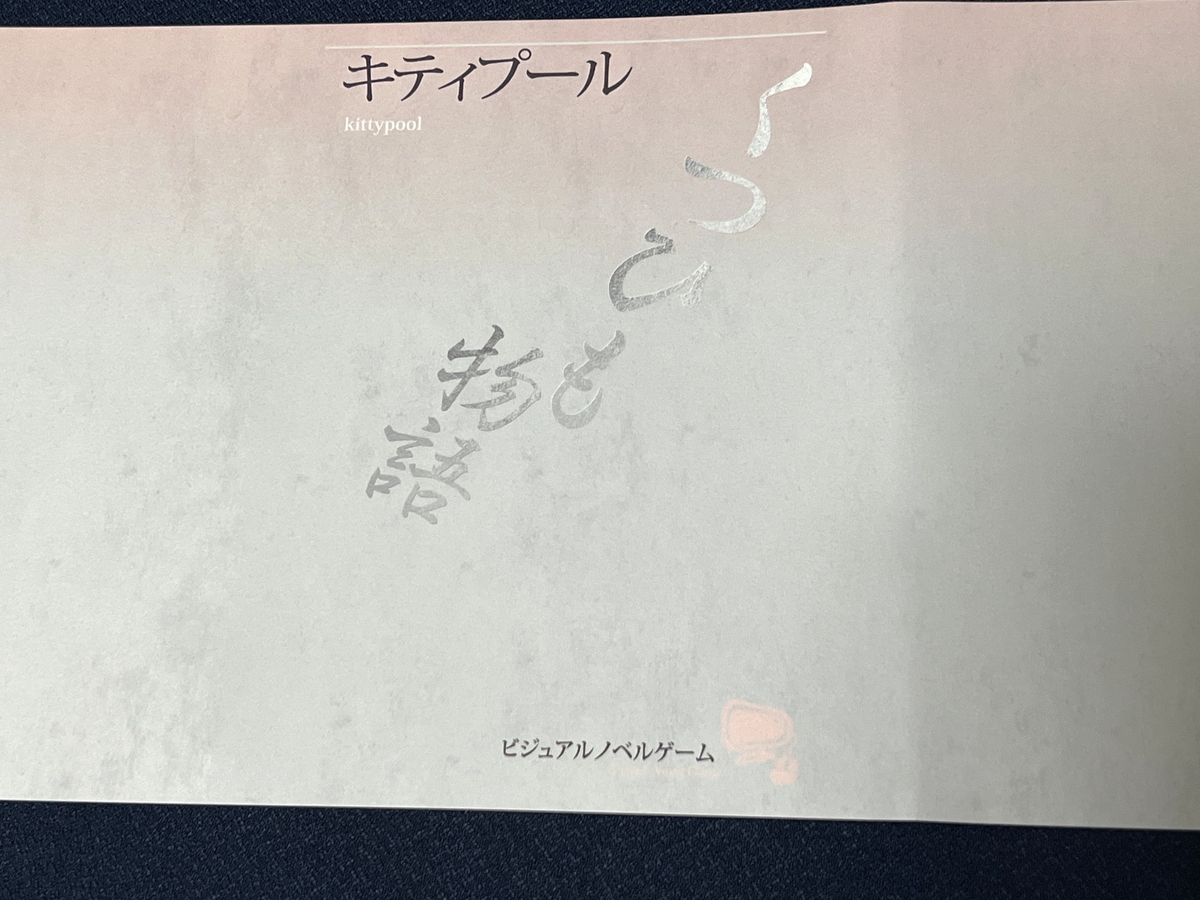 キティプール
kittypool
くつひも物語
ビジュアルノベルゲーム